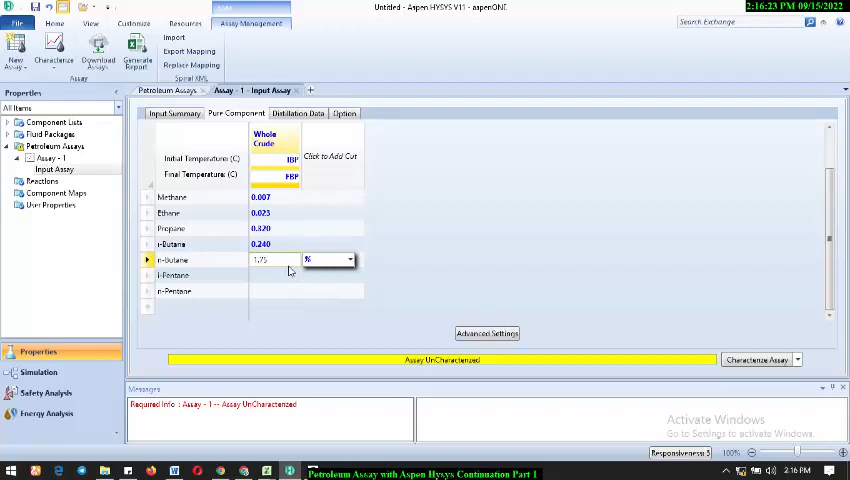 Untitled - Aspen HYSYS V11 - aspenONE
2:16:23 PM 09/15/2022
File
Home
View
Customize
Resources
Assay Management
Search Exchange
New
Assay
Characterize
Download
Assays
Generate
Report
Import
Export Mapping
Replace Mapping
Assay
Spiral XML
Properties
All Items
Component Lists
Fluid Packages
Petroleum Assays
Assay - 1
Input Assay
Reactions
Component Maps
User Properties
Properties
Simulation
Safety Analysis
Energy Analysis
Petroleum Assays
Assay - 1 - Input Assay
Input Summary
Pure Component
Distillation Data
Option
Whole
Crude
Initial Temperature: (C)
IBP
Click to Add Cut
Final Temperature: (C)
FBP
Methane
0.007
Ethane
0.023
Propane
0.320
i-Butane
0.240
n-Butane
1.75
%
i-Pentane
n-Pentane
Advanced Settings
Assay UnCharacterized
Characterize Assay
Messages
Required Info : Assay - 1 -- Assay UnCharacterized
Activate Windows
Go to Settings to activate Windows.
100%
2:16 PM
Petroleum Assay with Aspen Hysys Continuation Part 1